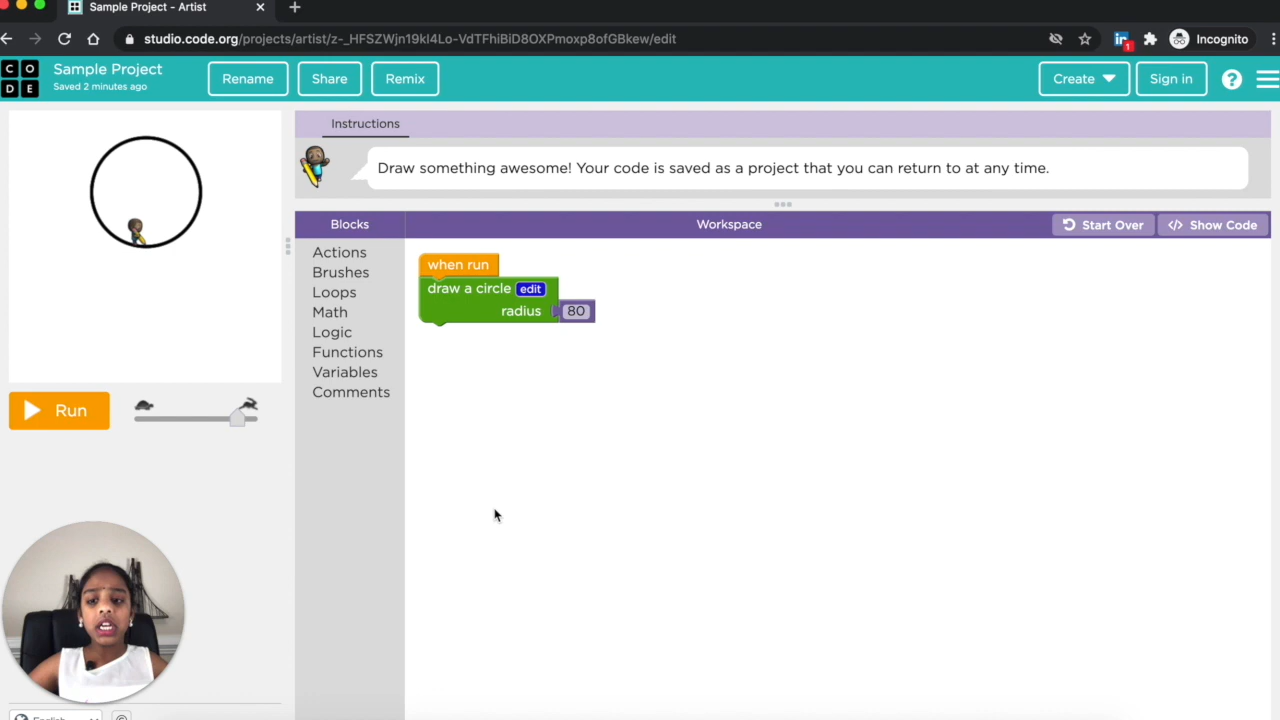 Sample Project - Artist
studio.code.org/projects/artist/z-_HFSZWjn19kI4Lo-VdTFhiBiD8OXPmoxp8ofGBkew/edit
1
Incognito
C O
D E
Sample Project
Saved 2 minutes ago
Rename
Share
Remix
Create
Sign in
?
Instructions
Draw something awesome! Your code is saved as a project that you can return to at any time.
Blocks
Workspace
Start Over
</> Show Code
Actions
Brushes
Loops
Math
Logic
Functions
Variables
Comments
when run
draw a circle edit
radius 80
Run
English